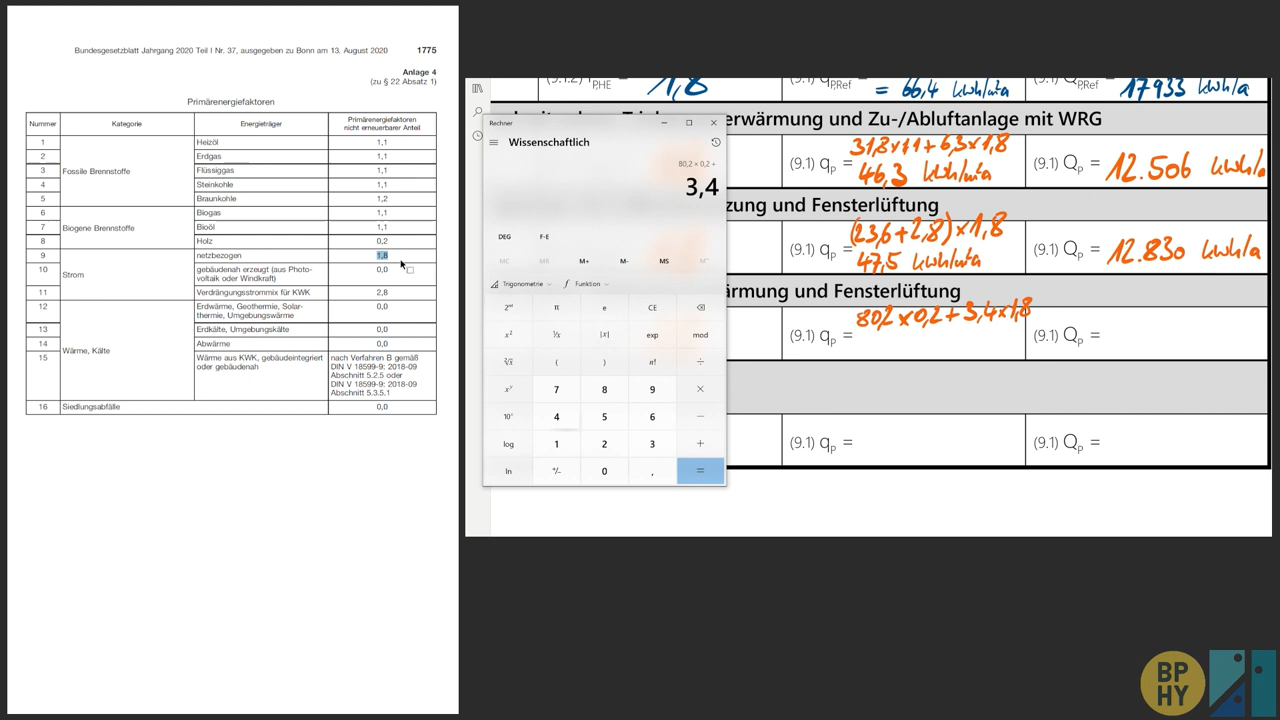 Bundesgesetzblatt Jahrgang 2020 Teil I Nr. 37, ausgegeben zu Bonn am 13. August 2020 1775
Anlage 4
(zu § 22 Absatz 1)
Primärenergiefaktoren
Nummer Kategorie Energieträger Primärenergiefaktoren
nicht erneuerbarer Anteil
1 Heizöl 1,1
2 Erdgas 1,1
3 Fossile Brennstoffe Flüssiggas 1,1
4 Steinkohle 1,1
5 Braunkohle 1,2
6 Biogas 1,1
7 Biogene Brennstoffe Bioöl 1,1
8 Holz 0,2
9 netzbezogen 1,8
10 Strom gebäudenah erzeugt (aus Photo-
voltaik oder Windkraft) 0,0
11 Verdrängungsstrommix für KWK 2,8
12 Erdwärme, Geothermie, Solar-
thermie, Umgebungswärme 0,0
13 Erdkälte, Umgebungskälte 0,0
14 Wärme, Kälte Abwärme 0,0
15 Wärme aus KWK, gebäudeintegriert
oder gebäudenah nach Verfahren B gemäß
DIN V 18599-9: 2018-09
Abschnitt 5.2.5 oder
DIN V 18599-9: 2018-09
Abschnitt 5.3.5.1
16 Siedlungsabfälle 0,0
PHE = 1,8
P,Ref = 66,4 kWh/m²a
P,Ref 17933 kWh/a
erwärmung und Zu-/Abluftanlage mit WRG
(9.1) qP = 31,8×1,1+6,3×1,8
46,3 kWh/m²a
(9.1) QP = 12.506 kWh/a
zung und Fensterlüftung
(9.1) qP = (23,6+2,8)×1,8
47,5 kWh/m²a
(9.1) QP = 12.830 kWh/a
ärmung und Fensterlüftung
(9.1) qP = 80,2×0,2+3,4×1,8
(9.1) QP =
(9.1) qP =
(9.1) QP =
Rechner
Wissenschaftlich
80,2 × 0,2 +
3,4
DEG F-E
MC MR M+ M- MS M˅
Trigonometrie Funktion
2ⁿᵈ π e CE ⌫
x² ¹/x |x| exp mod
²√x ( ) n! ÷
xʸ 7 8 9 ×
10ˣ 4 5 6 −
log 1 2 3 +
ln +/− 0 , =
BP
HY